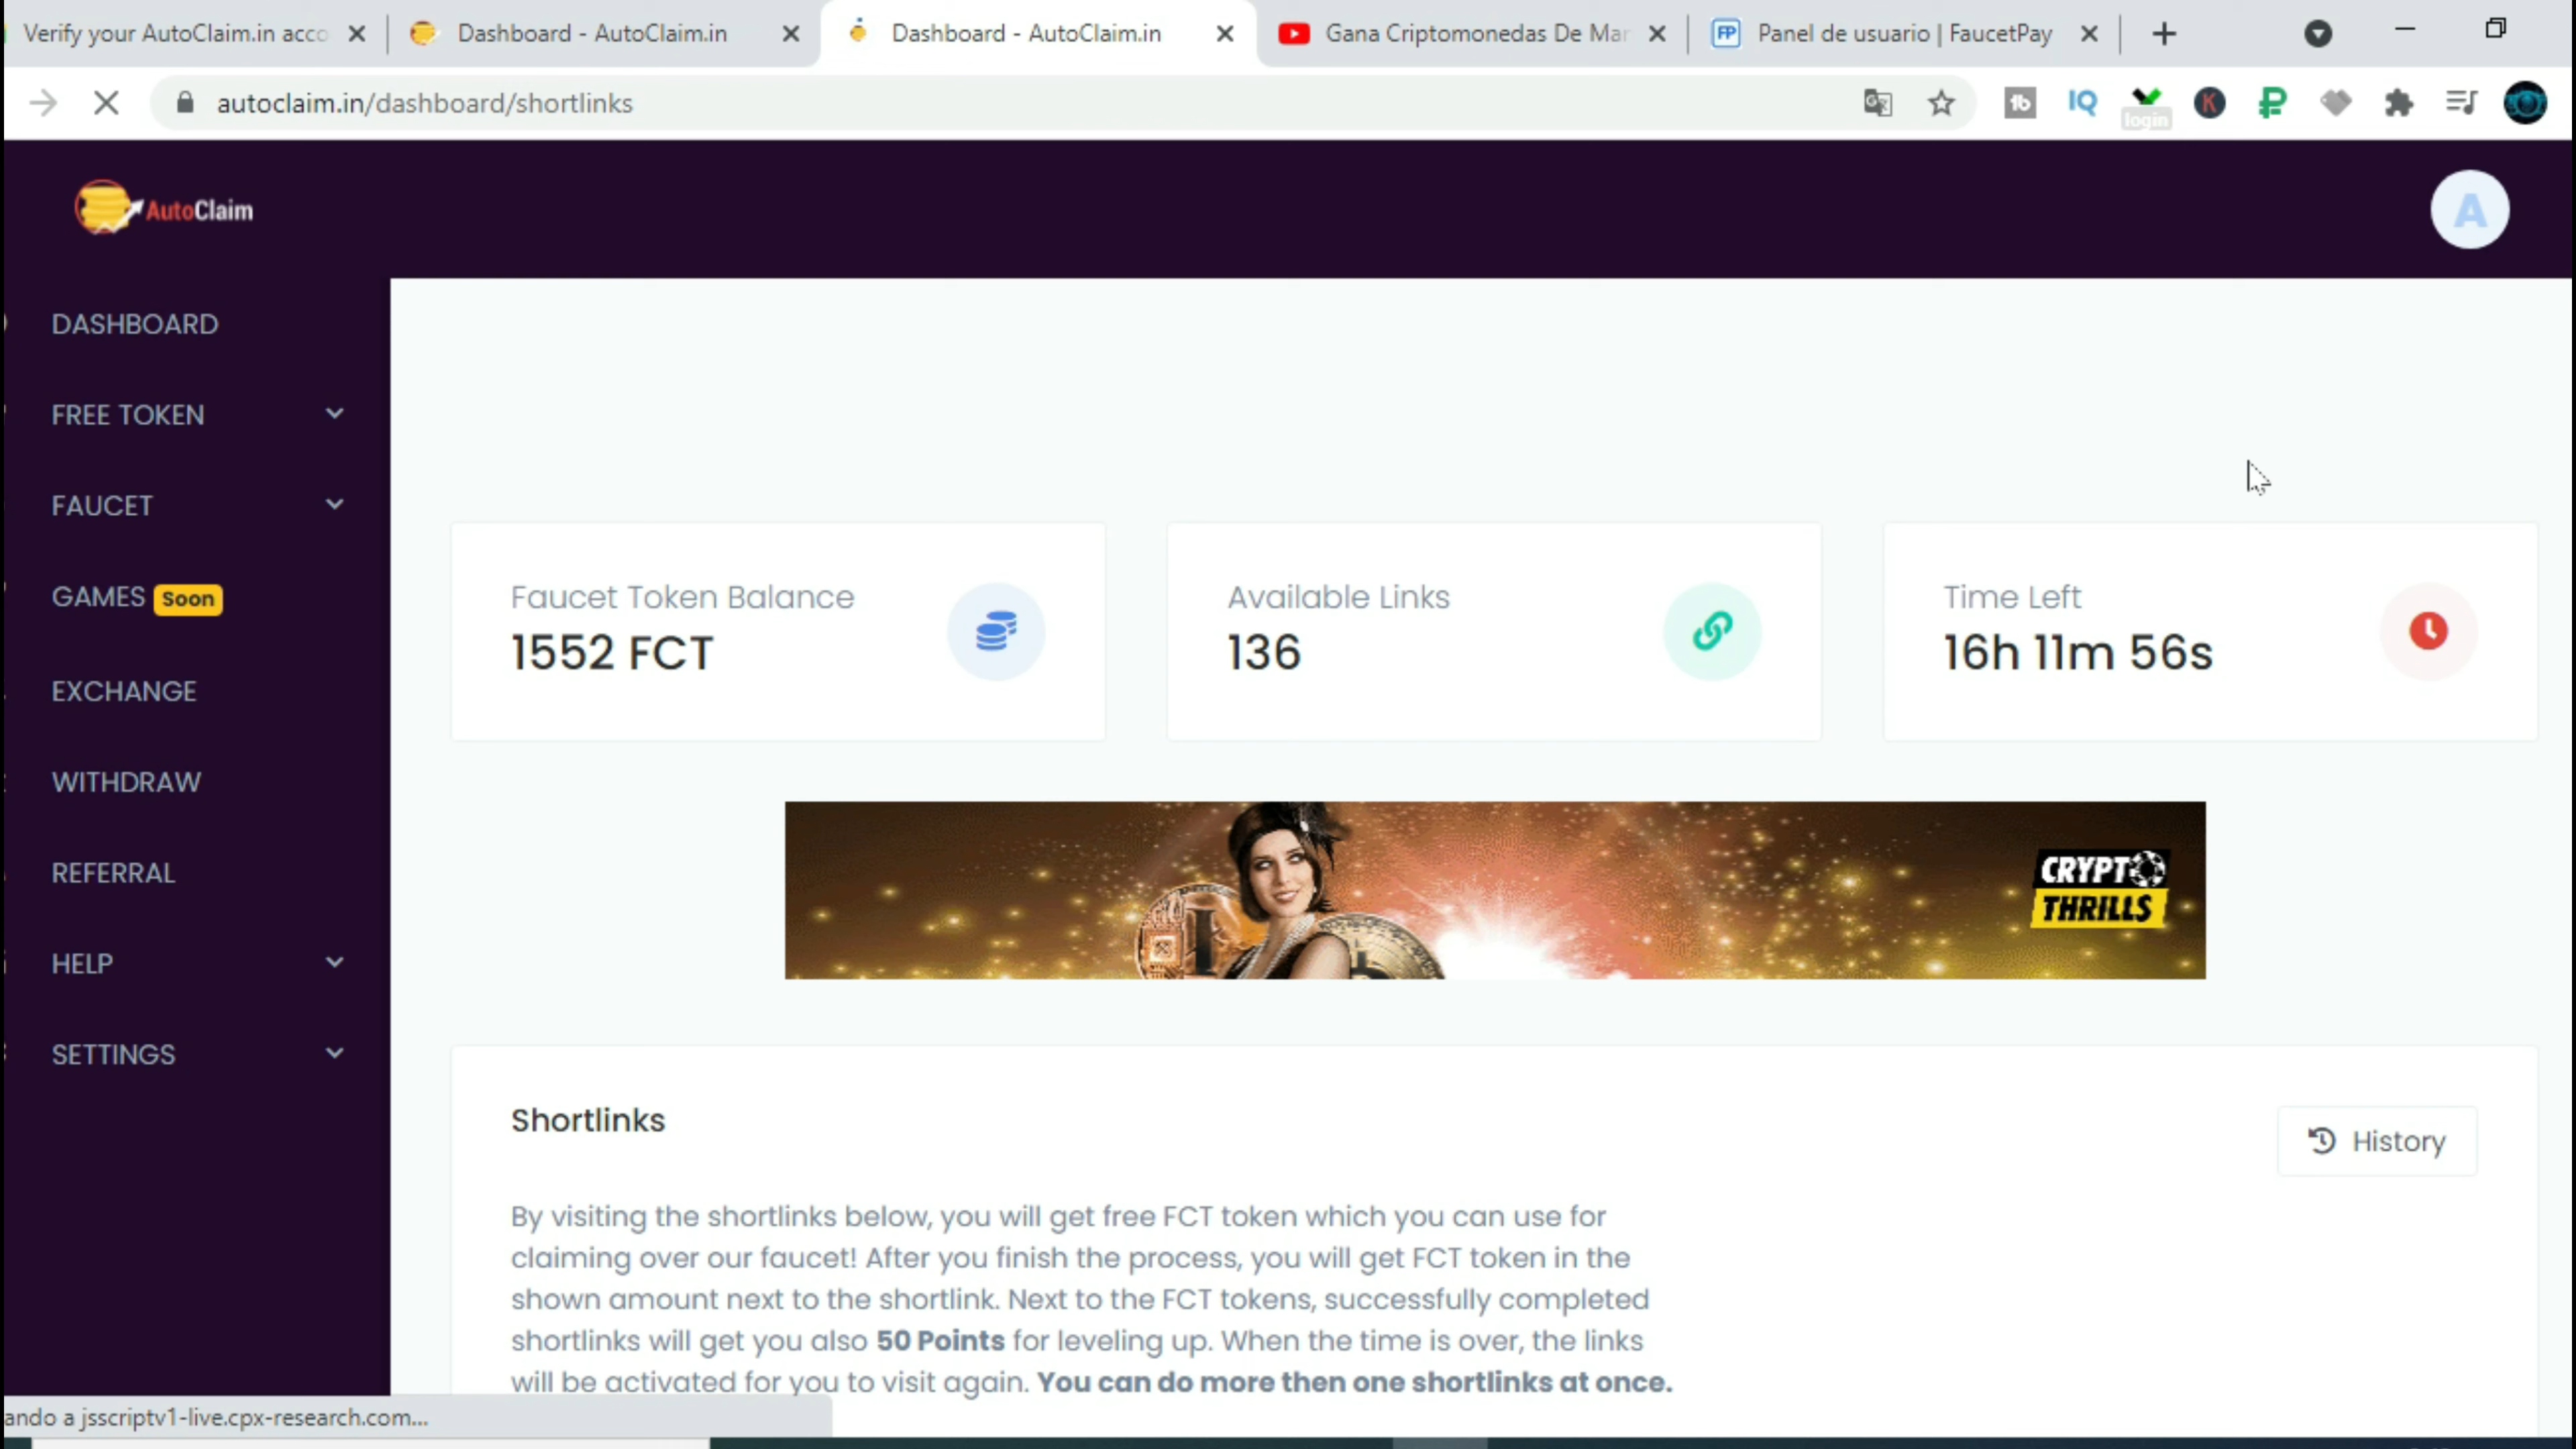 Verify your AutoClaim.in acco
Dashboard - AutoClaim.in
Dashboard - AutoClaim.in
Gana Criptomonedas De Mar
FP
Panel de usuario | FaucetPay
autoclaim.in/dashboard/shortlinks
IQ
login
K
AutoClaim
A
DASHBOARD
FREE TOKEN
FAUCET
GAMES Soon
EXCHANGE
WITHDRAW
REFERRAL
HELP
SETTINGS
Faucet Token Balance
1552 FCT
Available Links
136
Time Left
16h 11m 56s
CRYPTO
THRILLS
Shortlinks
History
By visiting the shortlinks below, you will get free FCT token which you can use for
claiming over our faucet! After you finish the process, you will get FCT token in the
shown amount next to the shortlink. Next to the FCT tokens, successfully completed
shortlinks will get you also 50 Points for leveling up. When the time is over, the links
will be activated for you to visit again. You can do more then one shortlinks at once.
ando a jsscriptv1-live.cpx-research.com...